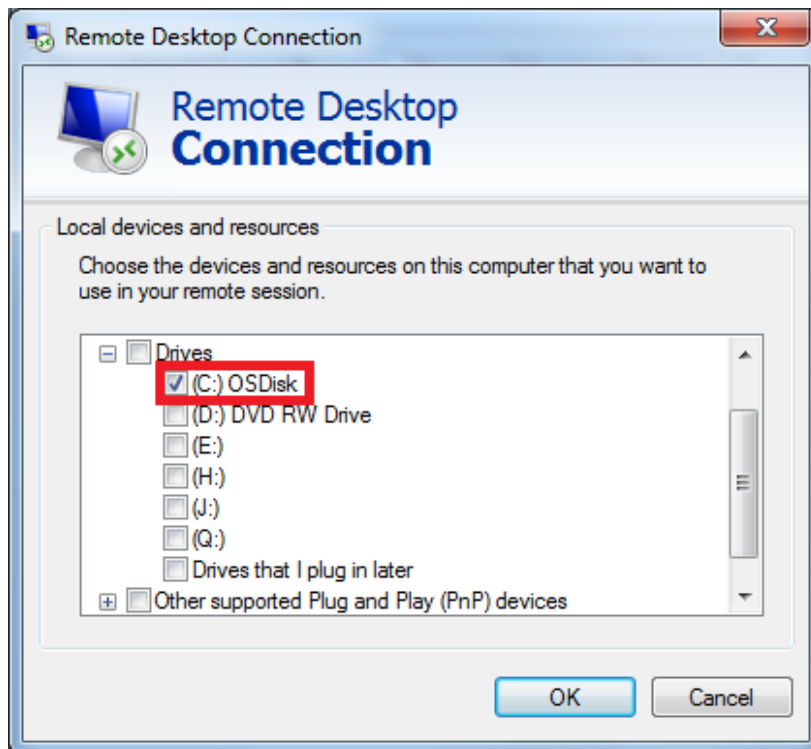 Remote Desktop Connection
Remote Desktop
Connection
Local devices and resources
Choose the devices and resources on this computer that you want to
use in your remote session.
Drives
(C:) OSDisk
(D:) DVD RW Drive
(E:)
(H:)
(J:)
(Q:)
Drives that I plug in later
Other supported Plug and Play (PnP) devices
OK Cancel